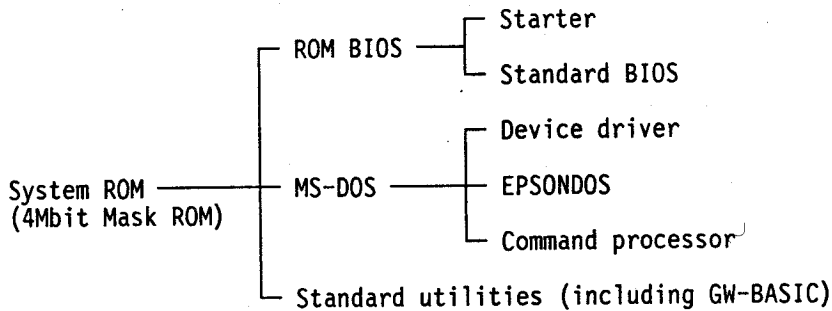 Starter
ROM BIOS
Standard BIOS
Device driver
System ROM
(4Mbit Mask ROM)
MS-DOS
EPSONDOS
Command processor
Standard utilities (including GW-BASIC)